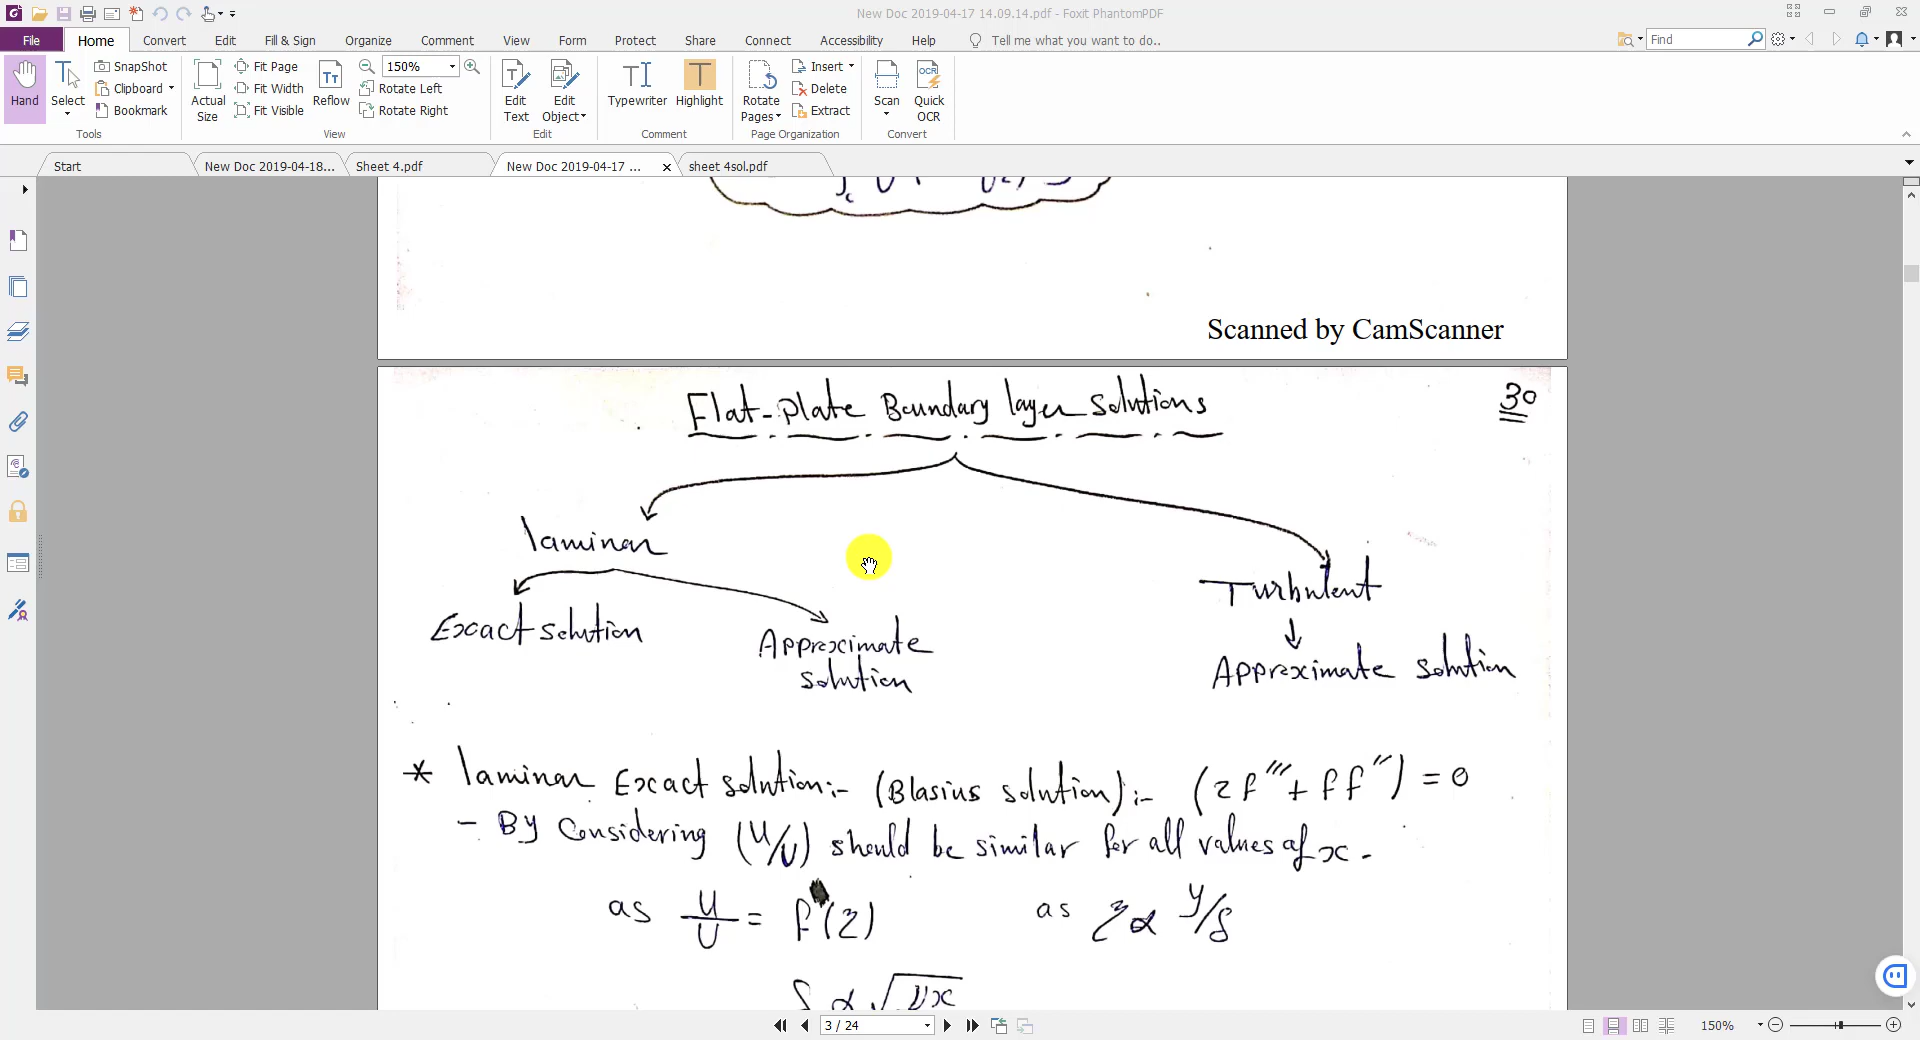 New Doc 2019-04-17 14.09.14.pdf - Foxit PhantomPDF
File Home Convert Edit Fill & Sign Organize Comment View Form Protect Share Connect Accessibility Help Tell me what you want to do.. Find
Hand
Select
SnapShot
Clipboard
Bookmark
Tools
Actual Size
Fit Page
Fit Width
Fit Visible
Reflow
150%
Rotate Left
Rotate Right
View
Edit Text
Edit Object
Edit
Typewriter
Highlight
Comment
Rotate Pages
Insert
Delete
Extract
Page Organization
Scan
Quick OCR
Convert
Start
New Doc 2019-04-18...
Sheet 4.pdf
New Doc 2019-04-17 ...
sheet 4sol.pdf
Scanned by CamScanner
Flat-plate Boundary layer solutions
30
laminar
Turbulent
Exact solution
Approximate solution
Approximate solution
* laminar Exact solution:- (Blasius solution):- (2f''' + ff'') = 0
- By Considering (u/U) should be similar for all values of x.
as u/U = f'(η) as η α y/δ
δ α √νx
3 / 24
150%